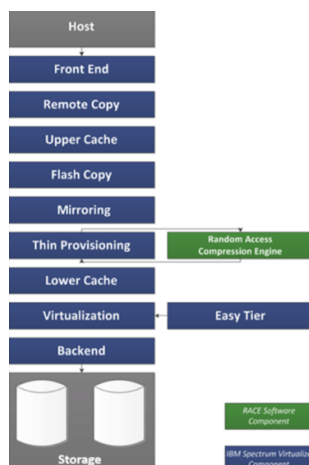 Host
Front End
Remote Copy
Upper Cache
Flash Copy
Mirroring
Thin Provisioning
Random Access
Compression Engine
Lower Cache
Virtualization
Easy Tier
Backend
Storage
RACE Software
Component
IBM Spectrum Virtualize
Component